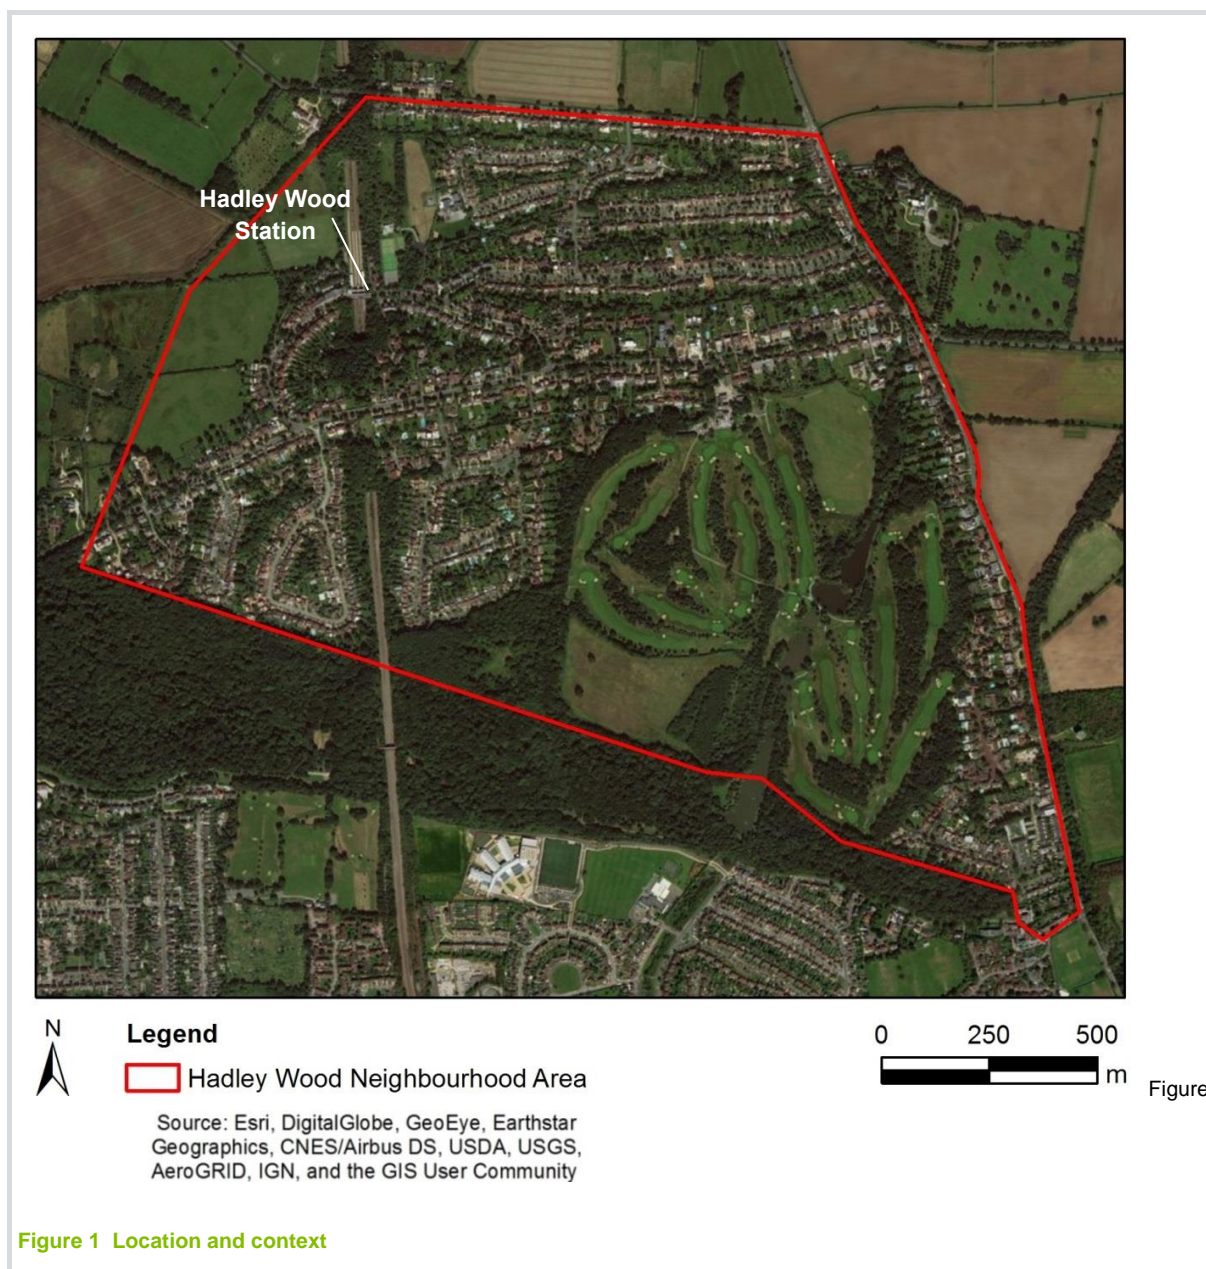 Hadley Wood
Station
N
Legend
Hadley Wood Neighbourhood Area
0 250 500
m
Figure
Source: Esri, DigitalGlobe, GeoEye, Earthstar
Geographics, CNES/Airbus DS, USDA, USGS,
AeroGRID, IGN, and the GIS User Community
Figure 1 Location and context